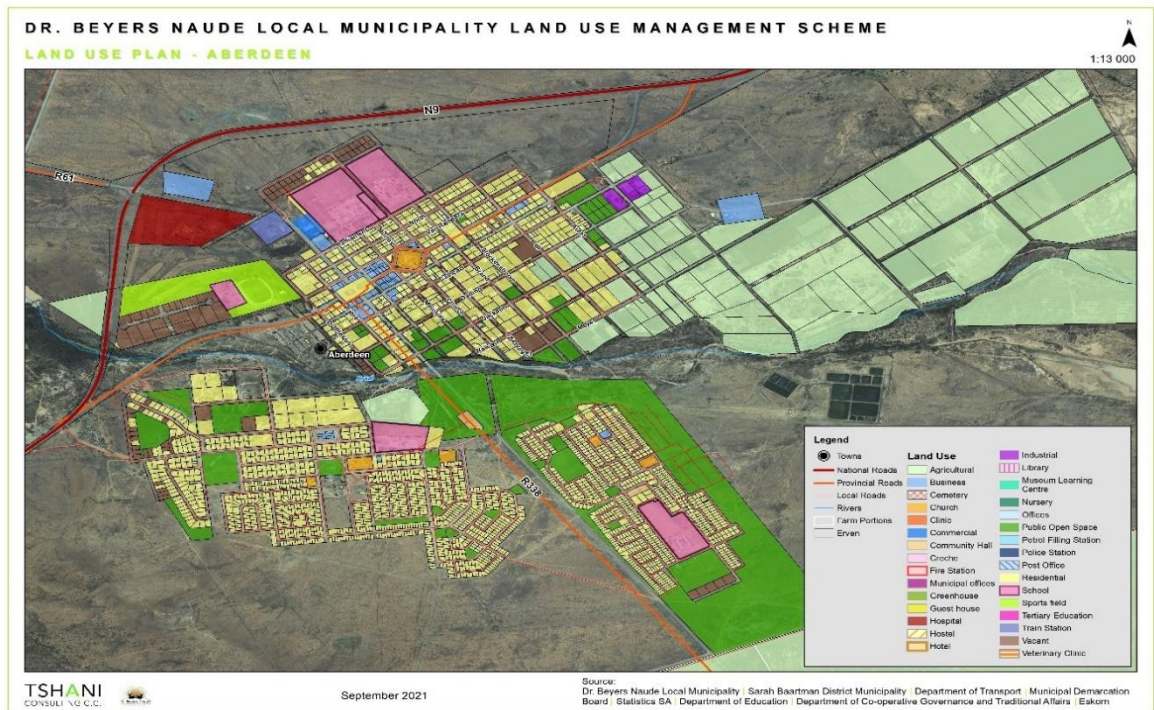 DR. BEYERS NAUDE LOCAL MUNICIPALITY LAND USE MANAGEMENT SCHEME
LAND USE PLAN - ABERDEEN
N
1:13 000
N9
R61
Aberdeen
R338
Legend
Towns
National Roads
Provincial Roads
Local Roads
Rivers
Farm Portions
Erven
Land Use
Agricultural
Business
Cemetery
Church
Clinic
Commercial
Community Hall
Creche
Fire Station
Municipal offices
Greenhouse
Guest house
Hospital
Hostel
Hotel
Industrial
Library
Museum Learning
Centre
Nursery
Offices
Public Open Space
Petrol Filling Station
Police Station
Post Office
Residential
School
Sports field
Tertiary Education
Train Station
Vacant
Veterinary Clinic
TSHANI
CONSULTING C.C.
September 2021
Source:
Dr. Beyers Naude Local Municipality | Sarah Baartman District Municipality | Department of Transport | Municipal Demarcation
Board | Statistics SA | Department of Education | Department of Co-operative Governance and Traditional Affairs | Eskom